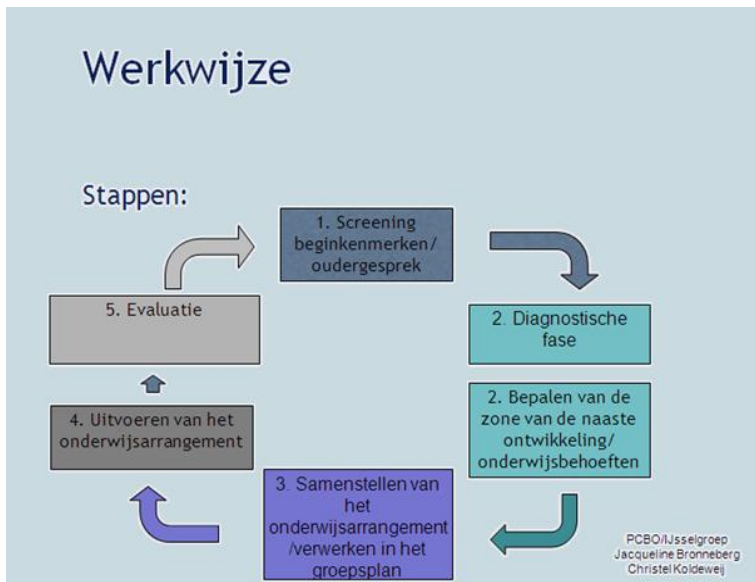 Werkwijze
Stappen:
1. Screening
beginkenmerken/
oudergesprek
2. Diagnostische
fase
2. Bepalen van de
zone van de naaste
ontwikkeling/
onderwijsbehoeften
3. Samenstellen van
het
onderwijsarrangement
/verwerken in het
groepsplan
4. Uitvoeren van het
onderwijsarrangement
5. Evaluatie
PCBO/IJsselgroep
Jacqueline Bronneberg
Christel Koldeweij